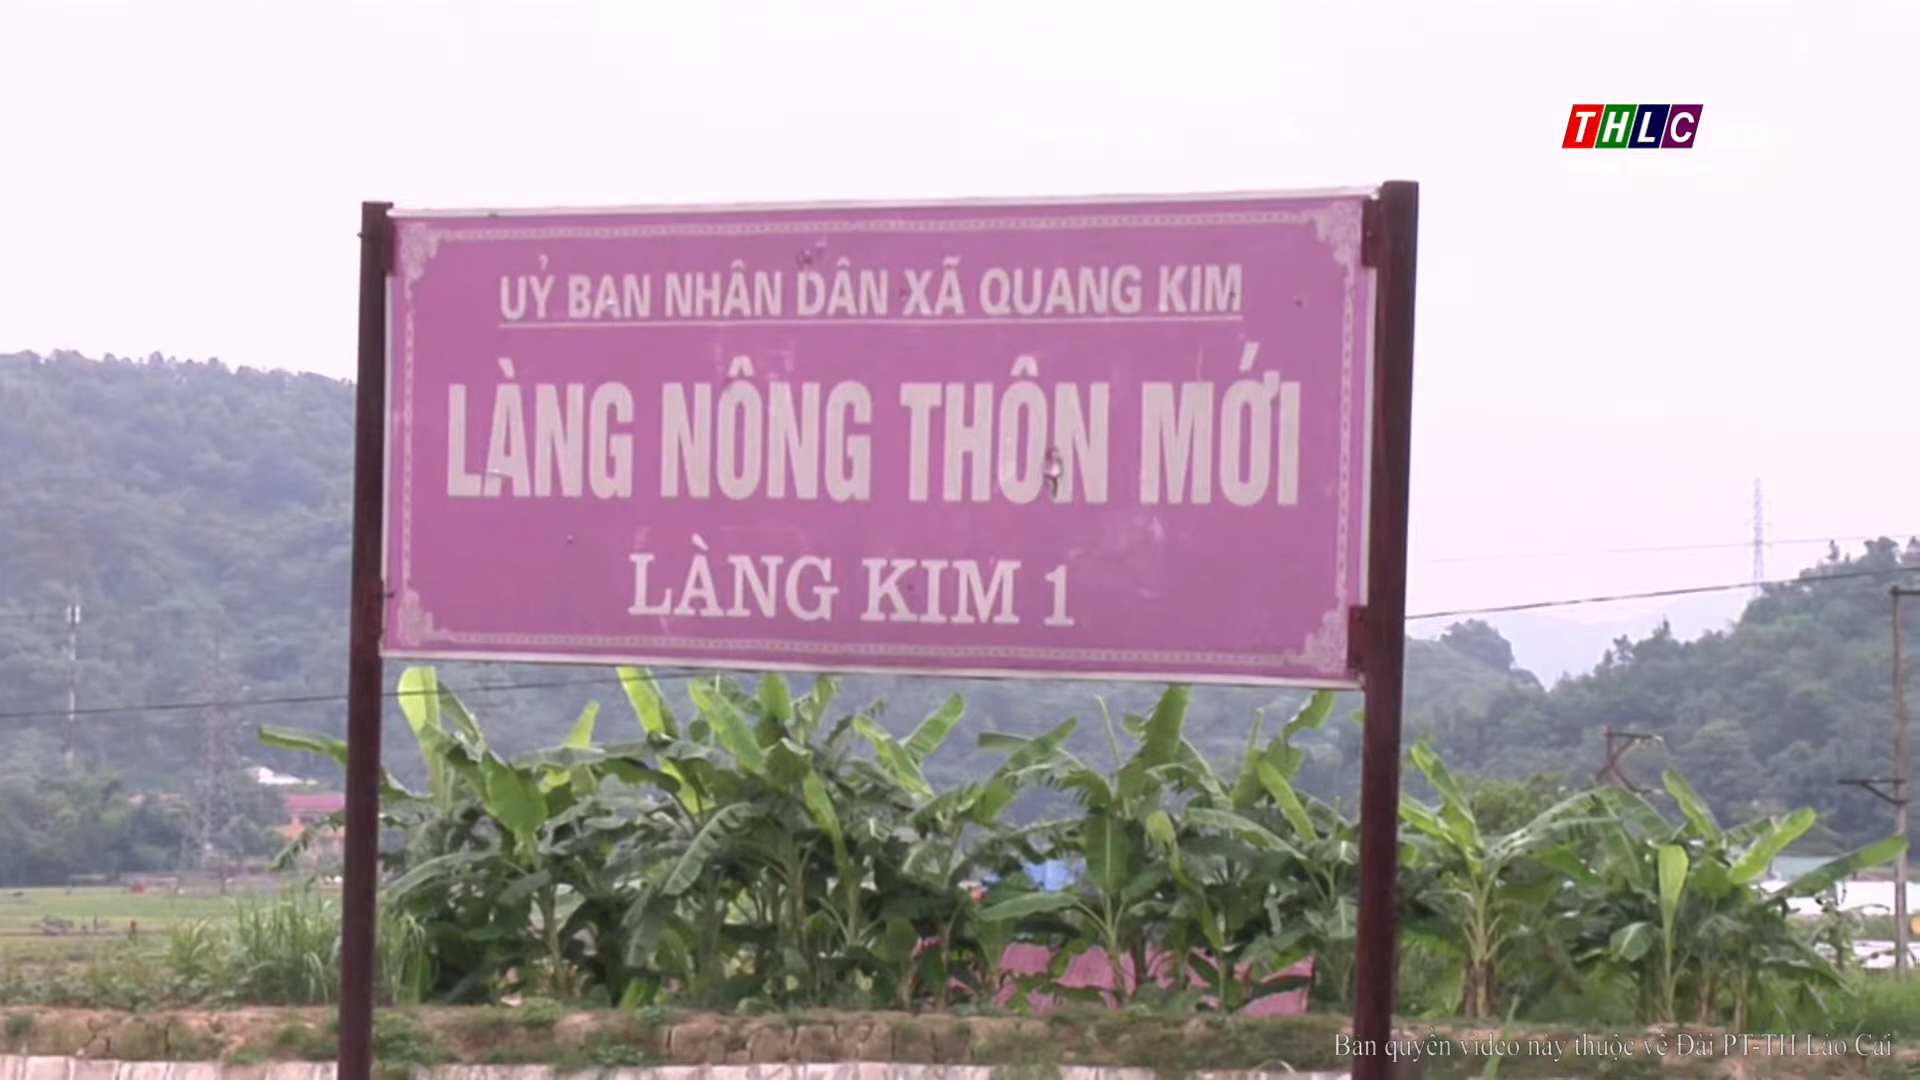 THLC
UỶ BAN NHÂN DÂN XÃ QUANG KIM
LÀNG NÔNG THÔN MỚI
LÀNG KIM 1
Bản quyền video này thuộc về Đài PT-TH Lào Cai